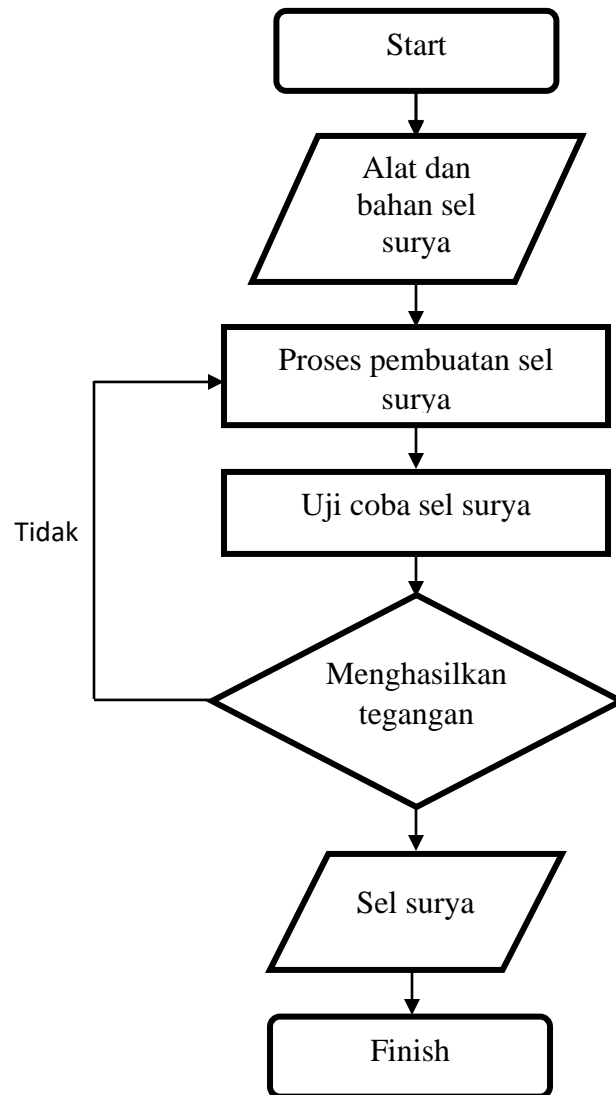 Start
Alat dan
bahan sel
surya
Proses pembuatan sel
surya
Uji coba sel surya
Tidak
Menghasilkan
tegangan
Sel surya
Finish